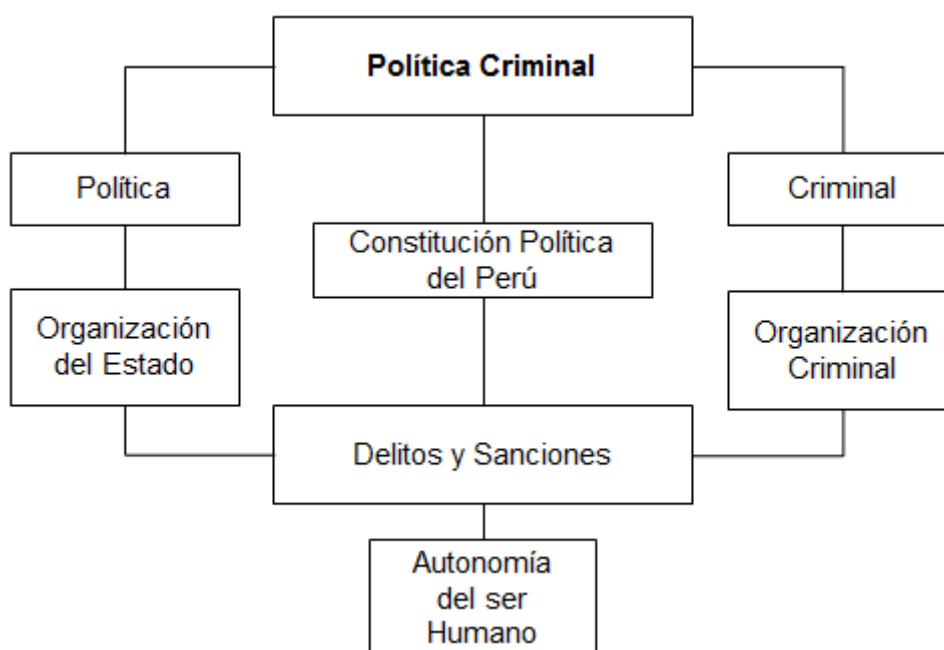 Política Criminal
Política
Criminal
Constitución Política
del Perú
Organización
del Estado
Organización
Criminal
Delitos y Sanciones
Autonomía
del ser
Humano